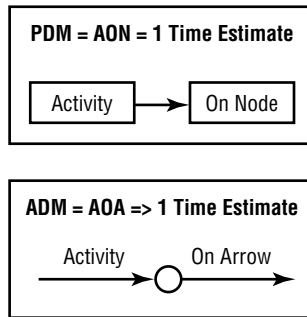 PDM = AON = 1 Time Estimate
Activity On Node
ADM = AOA => 1 Time Estimate
Activity On Arrow